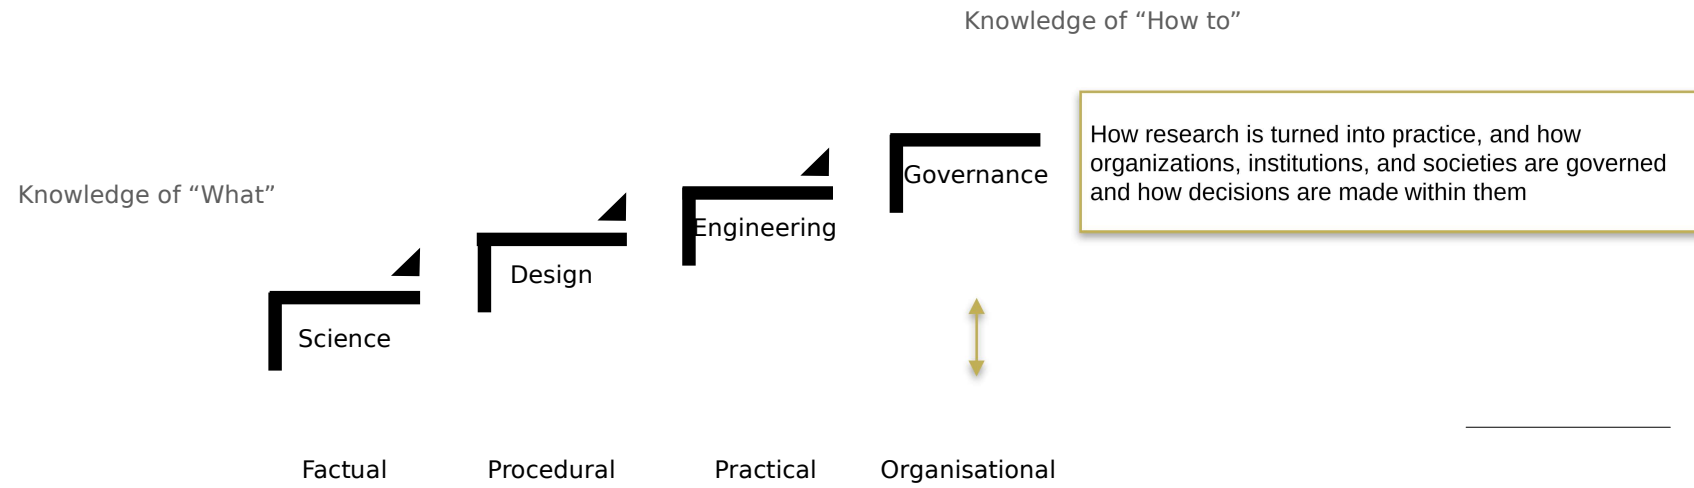 Knowledge of “How to”
How research is turned into practice, and how
organizations, institutions, and societies are governed
and how decisions are made within them
Governance
Knowledge of “What”
Engineering
Design
Science
Factual
Procedural
Practical
Organisational